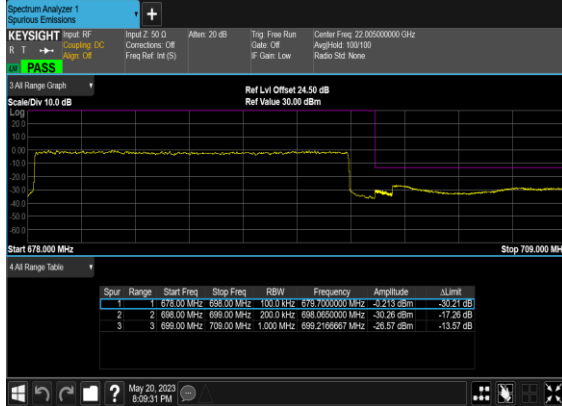 Spectrum Analyzer 1
Spurious Emissions
KEYSIGHT Input: RF Input Z: 50 Ω Atten: 20 dB Trig: Free Run Center Freq: 22.005000000 GHz
R T Coupling: DC Corrections: Off Gate: Off Avg|Hold: 100/100
Align: Off Freq Ref: Int (S) IF Gain: Low Radio Std: None
PASS
3 All Range Graph Ref Lvl Offset 24.50 dB
Scale/Div 10.0 dB Ref Value 30.00 dBm
Log
20.0
10.0
0.00
-10.0
-20.0
-30.0
-40.0
-50.0
-60.0
Start 678.000 MHz Stop 709.000 MHz
4 All Range Table
Spur Range Start Freq Stop Freq RBW Frequency Amplitude ΔLimit
1 1 678.00 MHz 698.00 MHz 100.0 kHz 679.7000000 MHz -0.213 dBm -30.21 dB
2 2 698.00 MHz 699.00 MHz 200.0 kHz 698.0650000 MHz -30.26 dBm -17.26 dB
3 3 699.00 MHz 709.00 MHz 1.000 MHz 699.2166667 MHz -26.57 dBm -13.57 dB
? May 20, 2023
8:09:31 PM